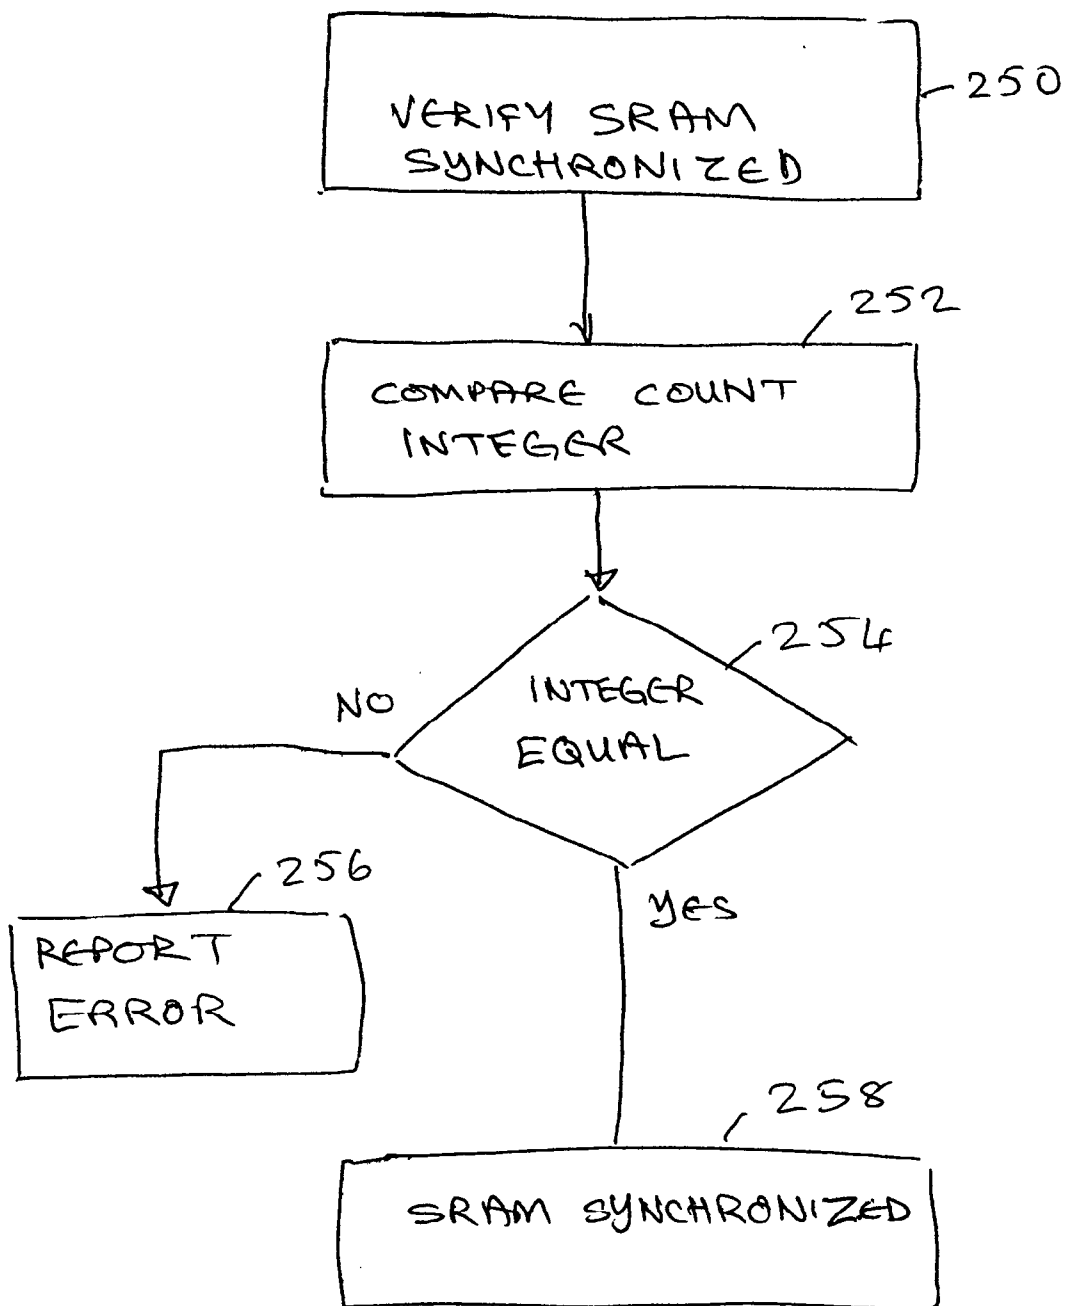 VERIFY SRAM
SYNCHRONIZED
250
252
COMPARE COUNT
INTEGER
254
INTEGER
EQUAL
NO
YES
256
REPORT
ERROR
258
SRAM SYNCHRONIZED